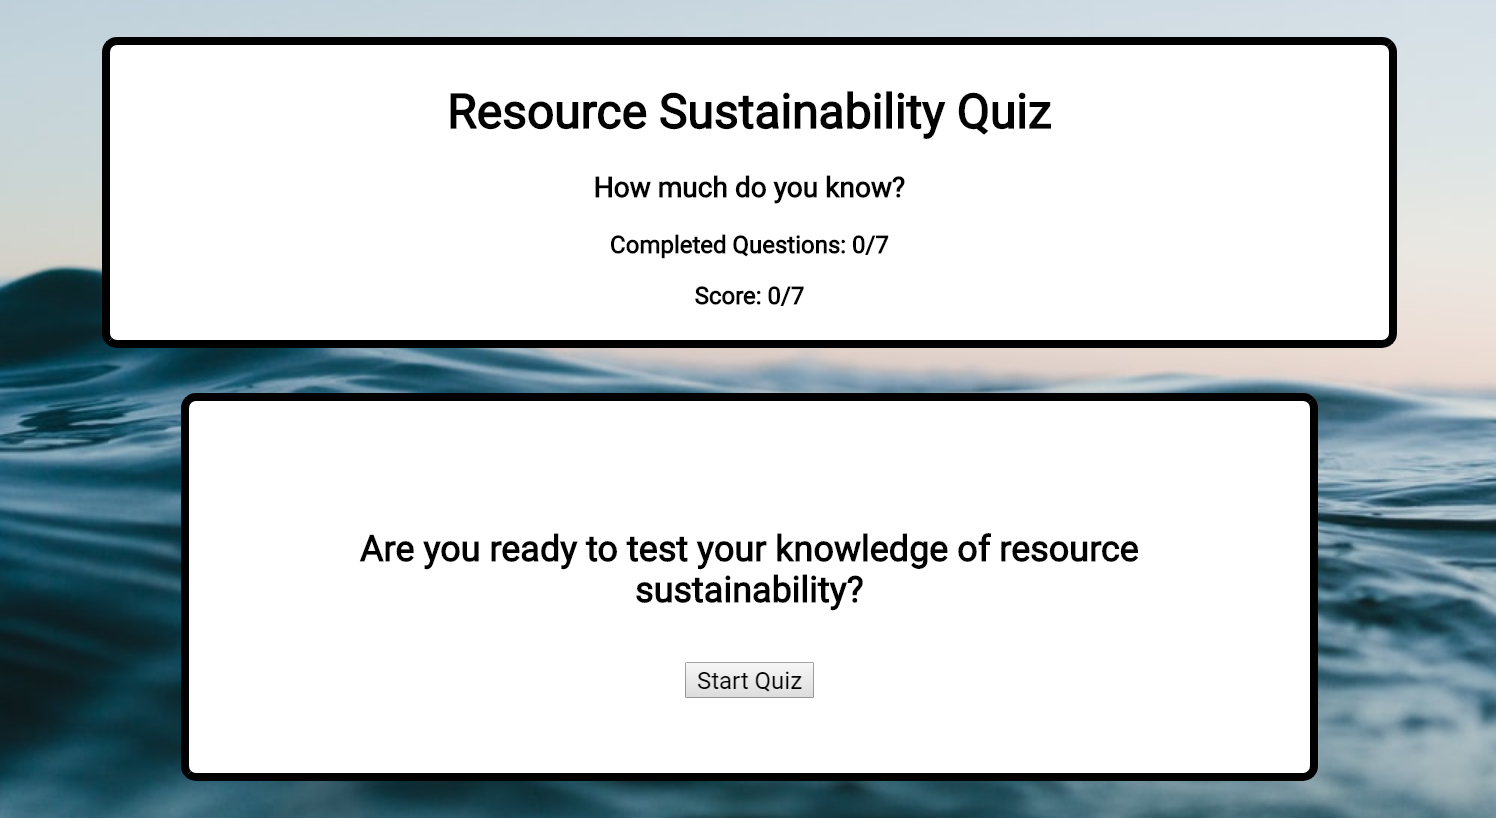 Resource Sustainability Quiz
How much do you know?
Completed Questions: 0/7
Score: 0/7
Are you ready to test your knowledge of resource
sustainability?
Start Quiz